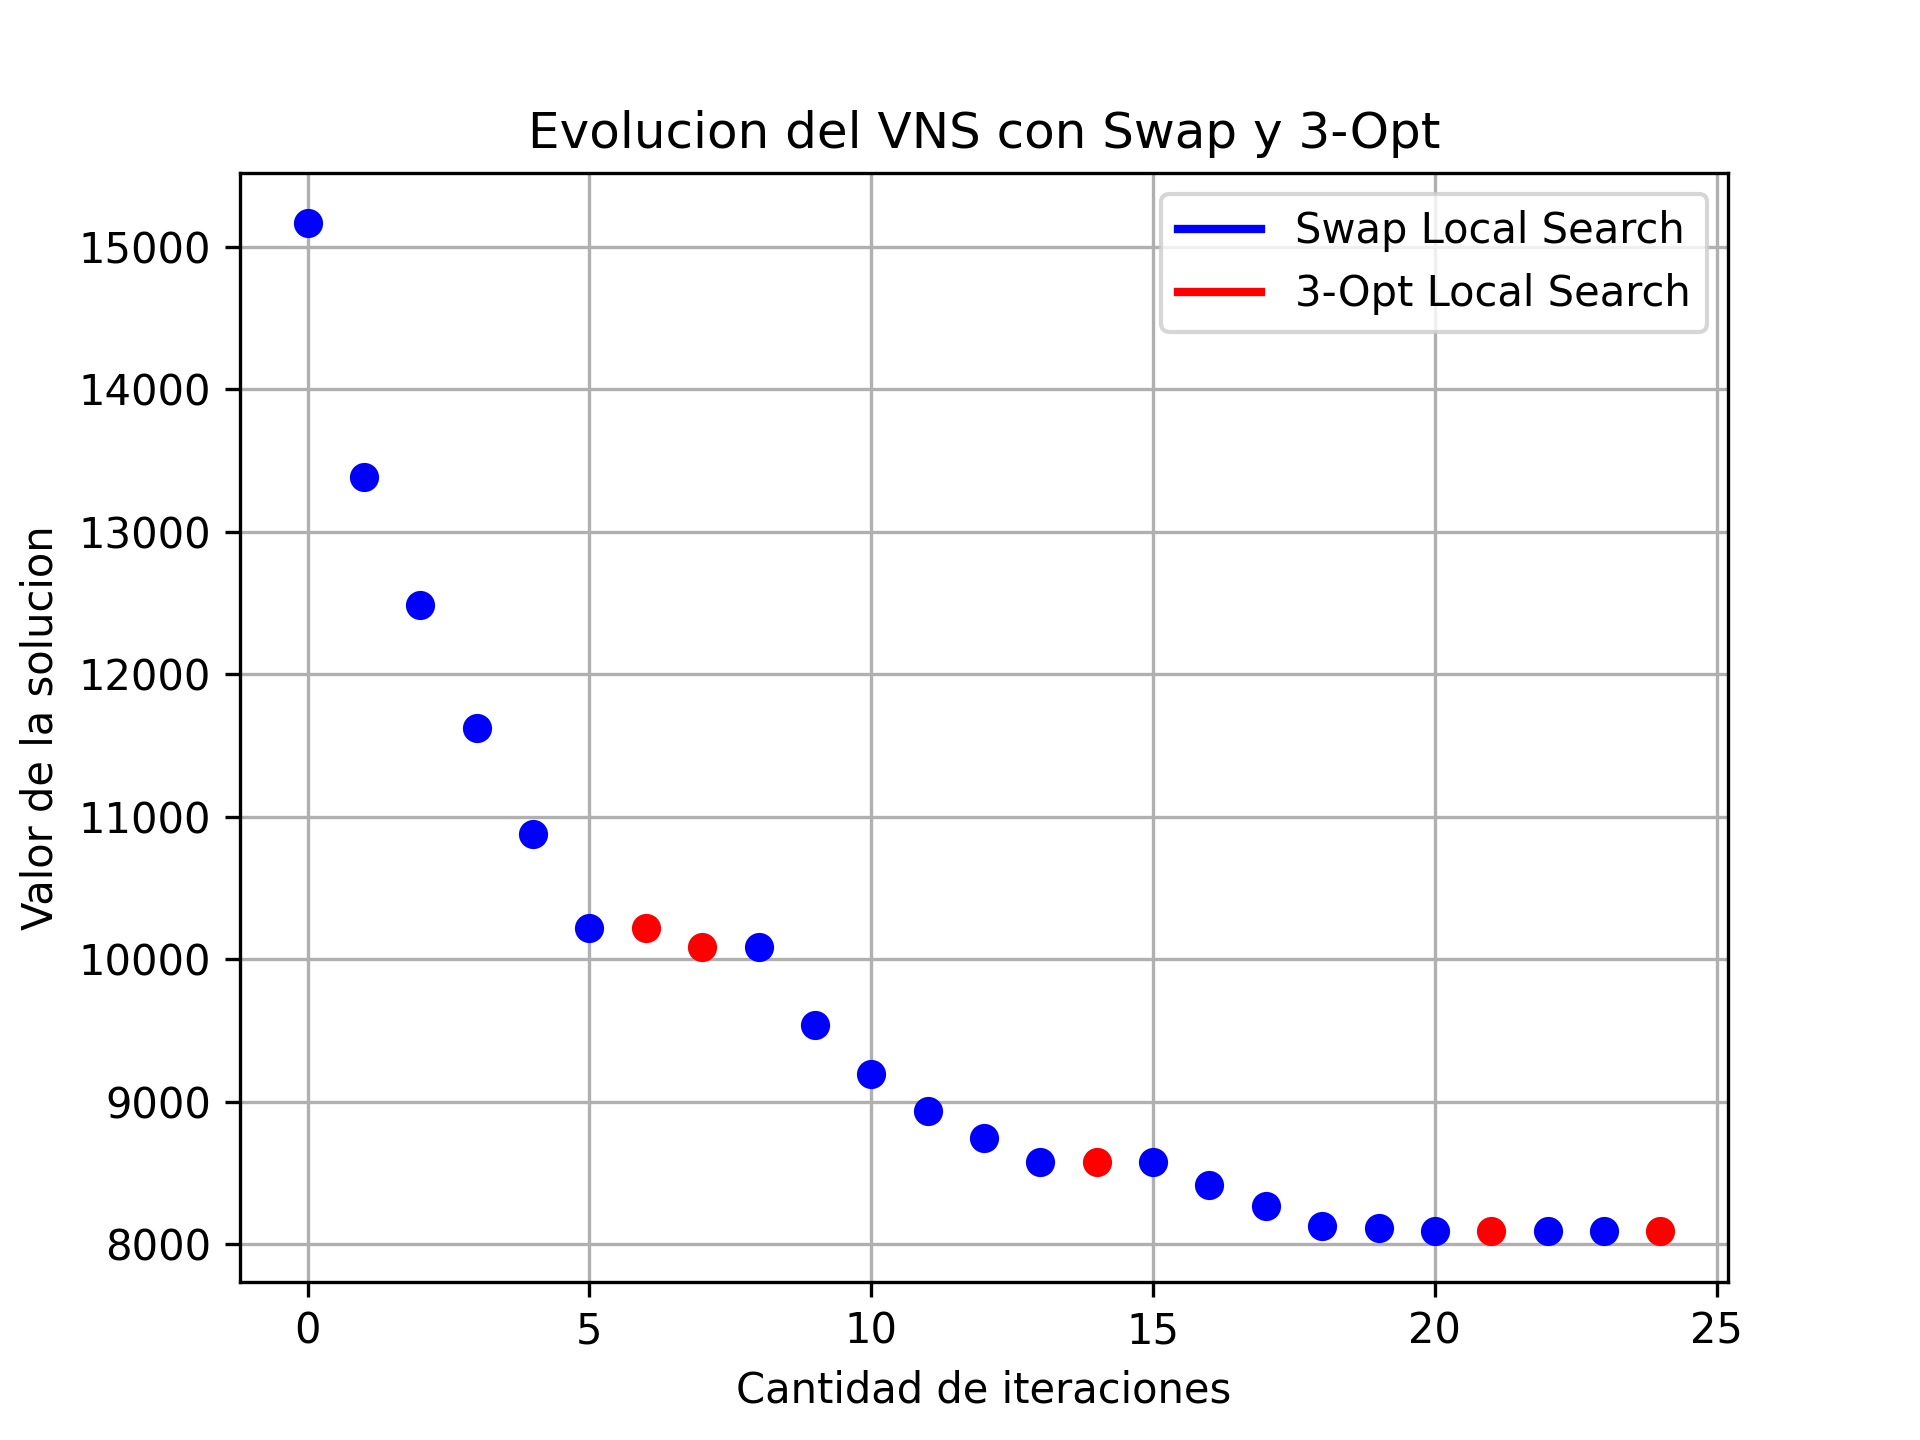 Evolucion del VNS con Swap y 3-Opt
Swap Local Search
3-Opt Local Search
Valor de la solucion
15000
14000
13000
12000
11000
10000
9000
8000
0 5 10 15 20 25
Cantidad de iteraciones